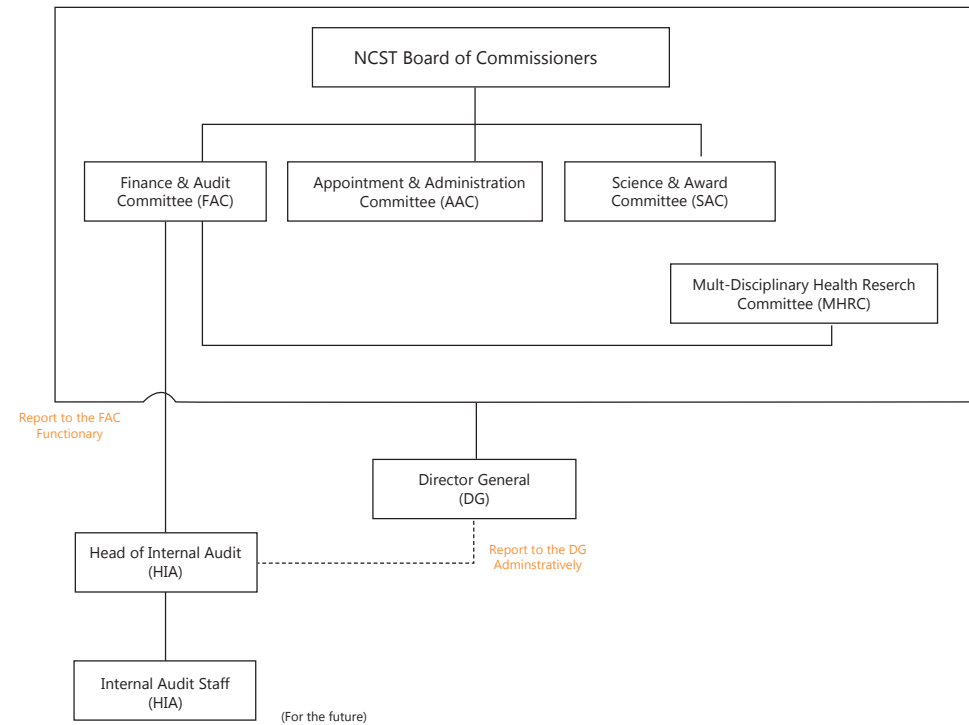 NCST Board of Commissioners
Finance & Audit
Committee (FAC)
Appointment & Administration
Committee (AAC)
Science & Award
Committee (SAC)
Mult-Disciplinary Health Reserch
Committee (MHRC)
Report to the FAC
Functionary
Director General
(DG)
Head of Internal Audit
(HIA)
Report to the DG
Adminstratively
Internal Audit Staff
(HIA)
(For the future)